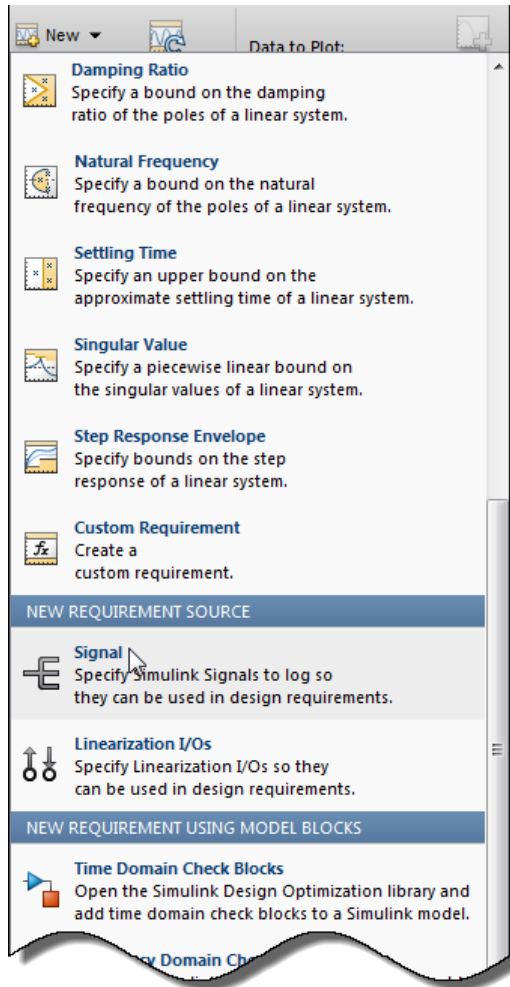 New
Data to Plot:
Damping Ratio
Specify a bound on the damping
ratio of the poles of a linear system.
Natural Frequency
Specify a bound on the natural
frequency of the poles of a linear system.
Settling Time
Specify an upper bound on the
approximate settling time of a linear system.
Singular Value
Specify a piecewise linear bound on
the singular values of a linear system.
Step Response Envelope
Specify bounds on the step
response of a linear system.
fx
Custom Requirement
Create a
custom requirement.
NEW REQUIREMENT SOURCE
Signal
Specify Simulink Signals to log so
they can be used in design requirements.
Linearization I/Os
Specify Linearization I/Os so they
can be used in design requirements.
NEW REQUIREMENT USING MODEL BLOCKS
Time Domain Check Blocks
Open the Simulink Design Optimization library and
add time domain check blocks to a Simulink model.
Domain